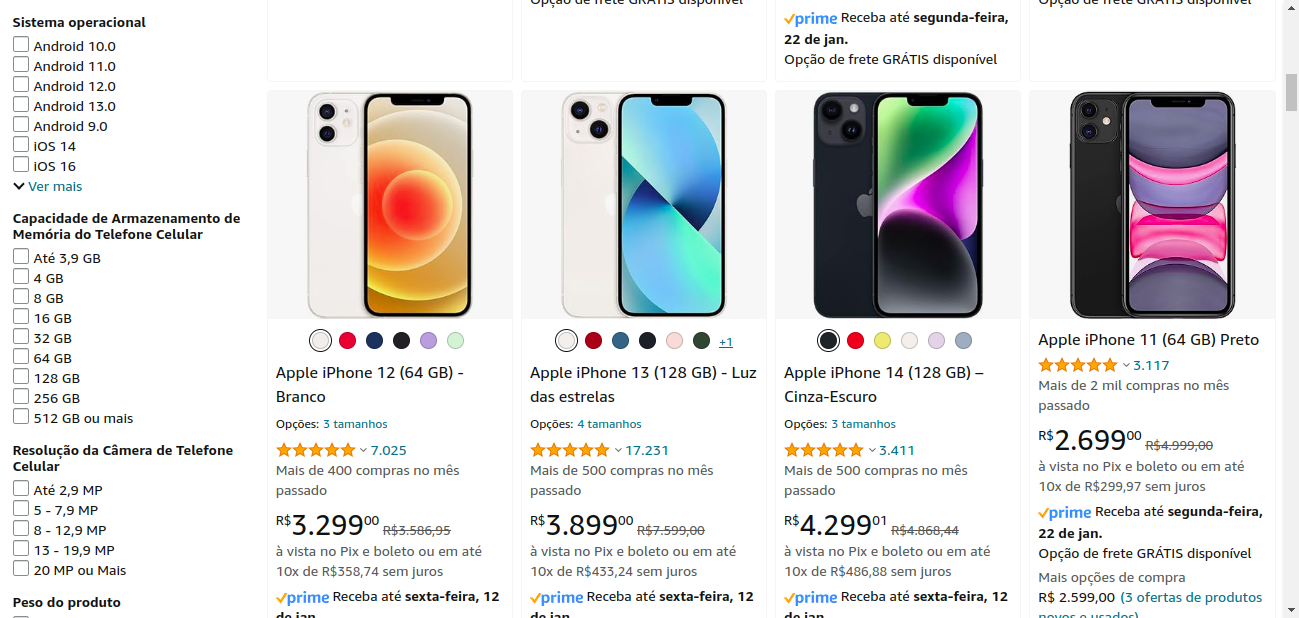 Sistema operacional
Android 10.0
Android 11.0
Android 12.0
Android 13.0
Android 9.0
iOS 14
iOS 16
Ver mais
Capacidade de Armazenamento de
Memória do Telefone Celular
Até 3,9 GB
4 GB
8 GB
16 GB
32 GB
64 GB
128 GB
256 GB
512 GB ou mais
Resolução da Câmera de Telefone
Celular
Até 2,9 MP
5 - 7,9 MP
8 - 12,9 MP
13 - 19,9 MP
20 MP ou Mais
Peso do produto
Opção de frete GRÁTIS disponível
prime Receba até segunda-feira,
22 de jan.
Opção de frete GRÁTIS disponível
Opção de frete GRÁTIS disponível
Apple iPhone 12 (64 GB) -
Branco
Opções: 3 tamanhos
7.025
Mais de 400 compras no mês
passado
R$3.29900 R$3.586,95
à vista no Pix e boleto ou em até
10x de R$358,74 sem juros
prime Receba até sexta-feira, 12
de jan.
+1
Apple iPhone 13 (128 GB) - Luz
das estrelas
Opções: 4 tamanhos
17.231
Mais de 500 compras no mês
passado
R$3.89900 R$7.599,00
à vista no Pix e boleto ou em até
10x de R$433,24 sem juros
prime Receba até sexta-feira, 12
de jan.
Apple iPhone 14 (128 GB) –
Cinza-Escuro
Opções: 3 tamanhos
3.411
Mais de 500 compras no mês
passado
R$4.29901 R$4.868,44
à vista no Pix e boleto ou em até
10x de R$486,88 sem juros
prime Receba até sexta-feira, 12
de jan.
Apple iPhone 11 (64 GB) Preto
3.117
Mais de 2 mil compras no mês
passado
R$2.69900 R$4.999,00
à vista no Pix e boleto ou em até
10x de R$299,97 sem juros
prime Receba até segunda-feira,
22 de jan.
Opção de frete GRÁTIS disponível
Mais opções de compra
R$ 2.599,00 (3 ofertas de produtos
novos e usados)